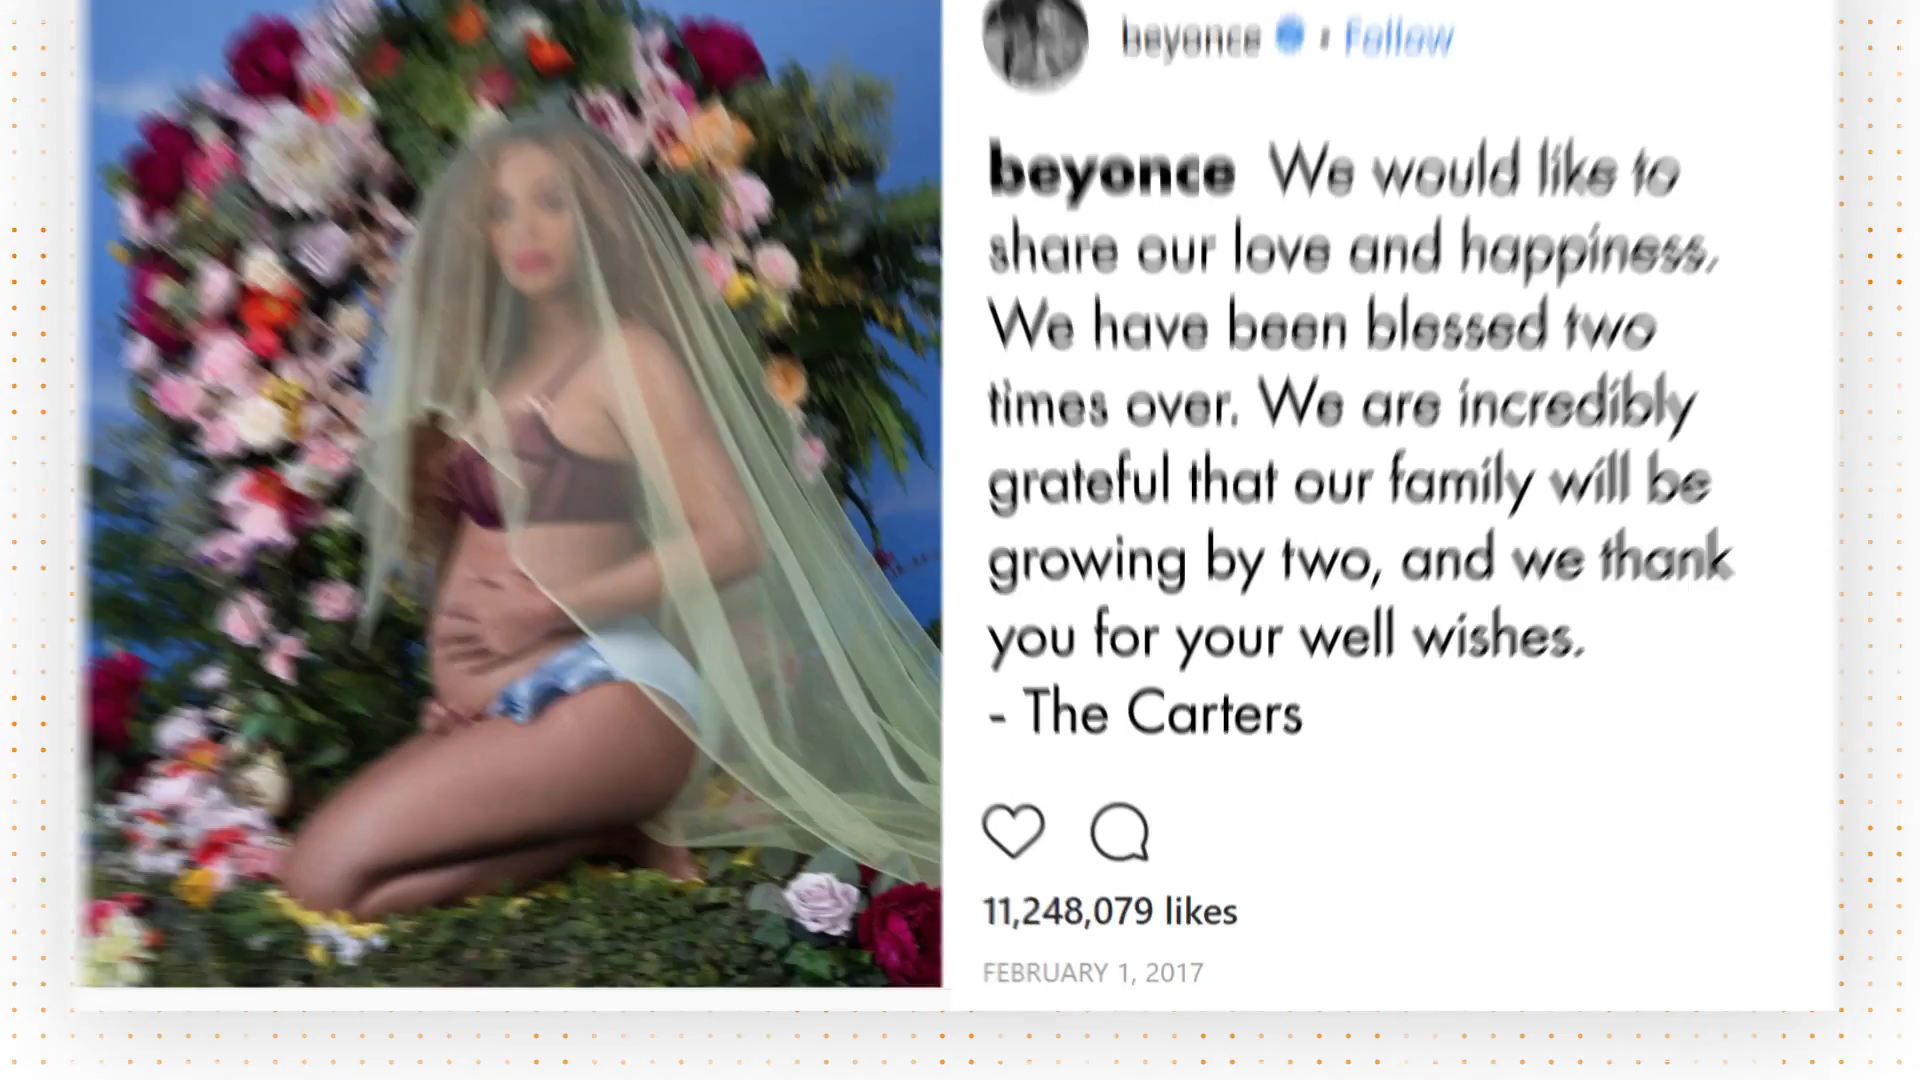 beyonce • Follow
beyonce We would like to
share our love and happiness.
We have been blessed two
times over. We are incredibly
grateful that our family will be
growing by two, and we thank
you for your well wishes.
- The Carters
11,248,079 likes
FEBRUARY 1, 2017